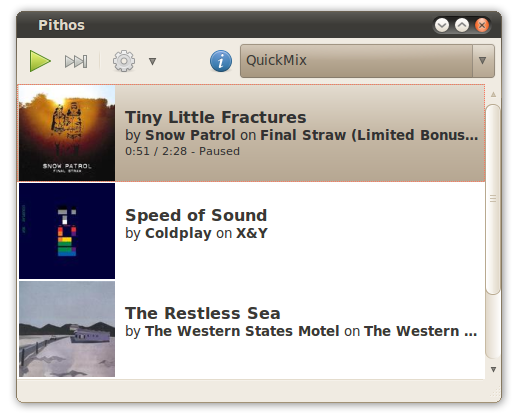 Pithos
QuickMix
SNOW PATROL
FINAL STRAW
Tiny Little Fractures
by Snow Patrol on Final Straw (Limited Bonus...
0:51 / 2:28 - Paused
Speed of Sound
by Coldplay on X&Y
The Restless Sea
by The Western States Motel on The Western ...